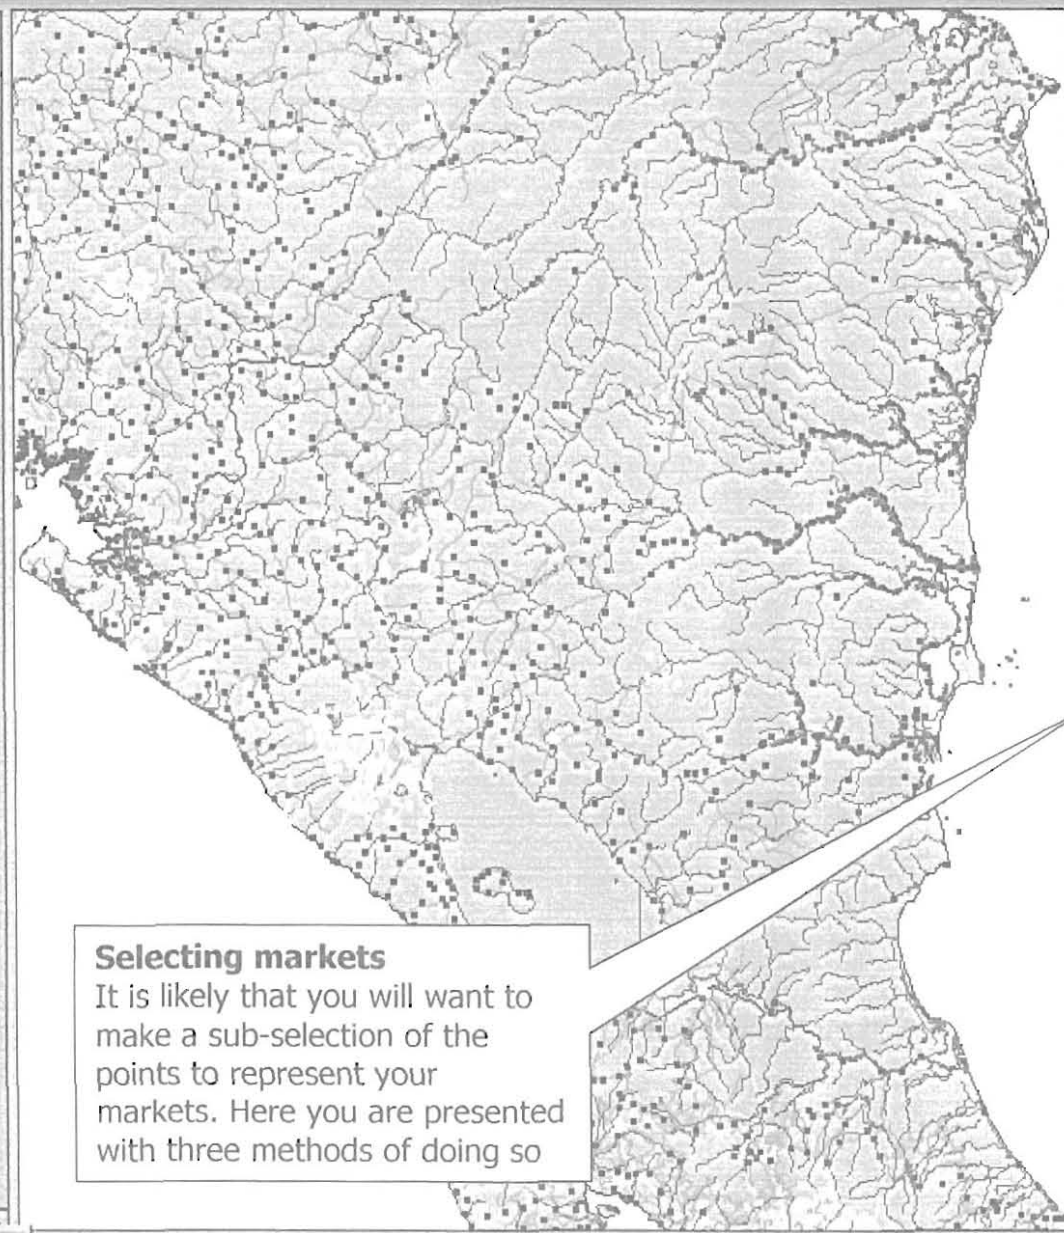 Selecting markets
It is likely that you will want to
make a sub-selection of the
points to represent your
markets. Here you are presented
with three methods of doing so